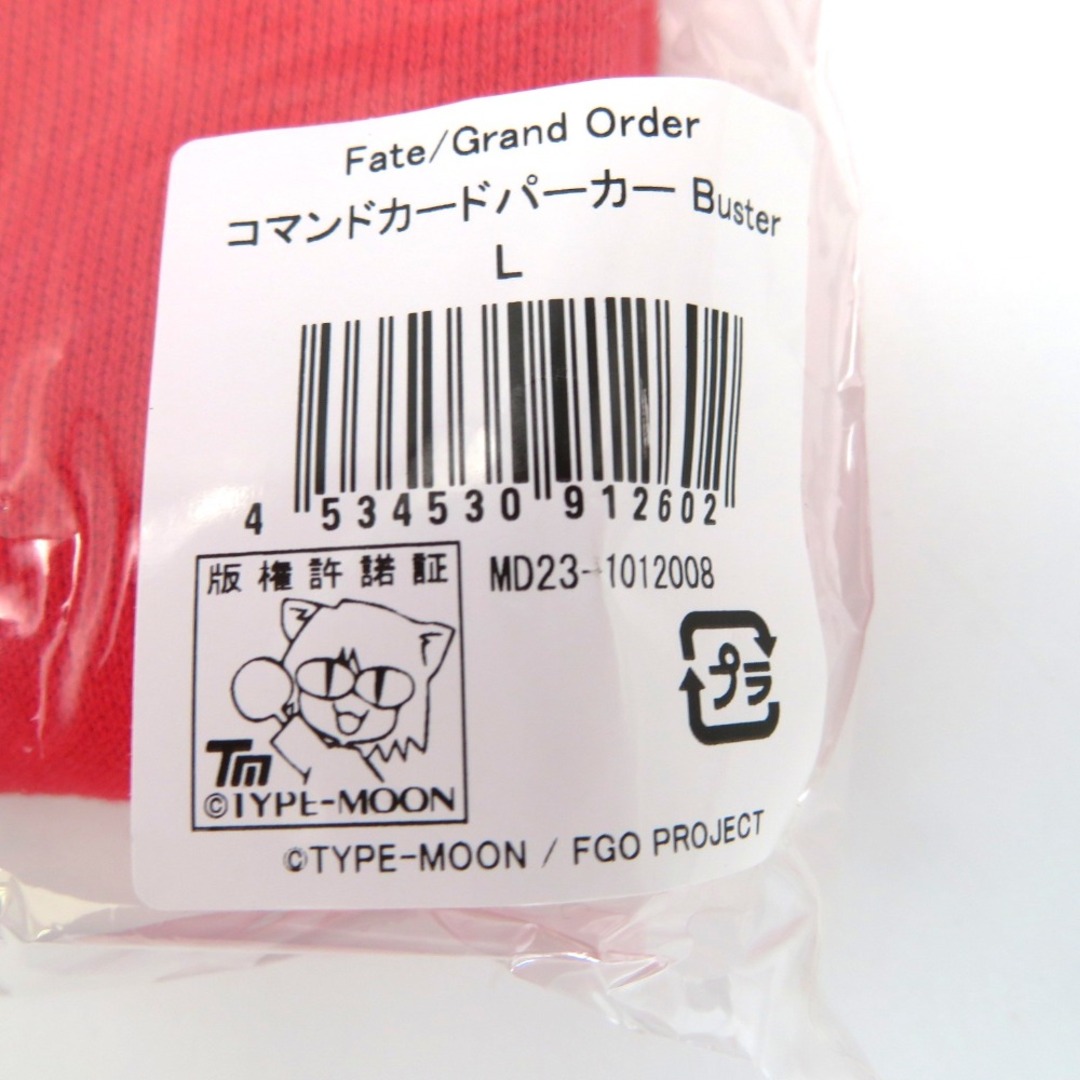 Fate/Grand Order
コマンドカードパーカー Buster
L
4 534530 912602
版権許諾証
MD23-1012008
プラ
TM
©TYPE-MOON
©TYPE-MOON / FGO PROJECT